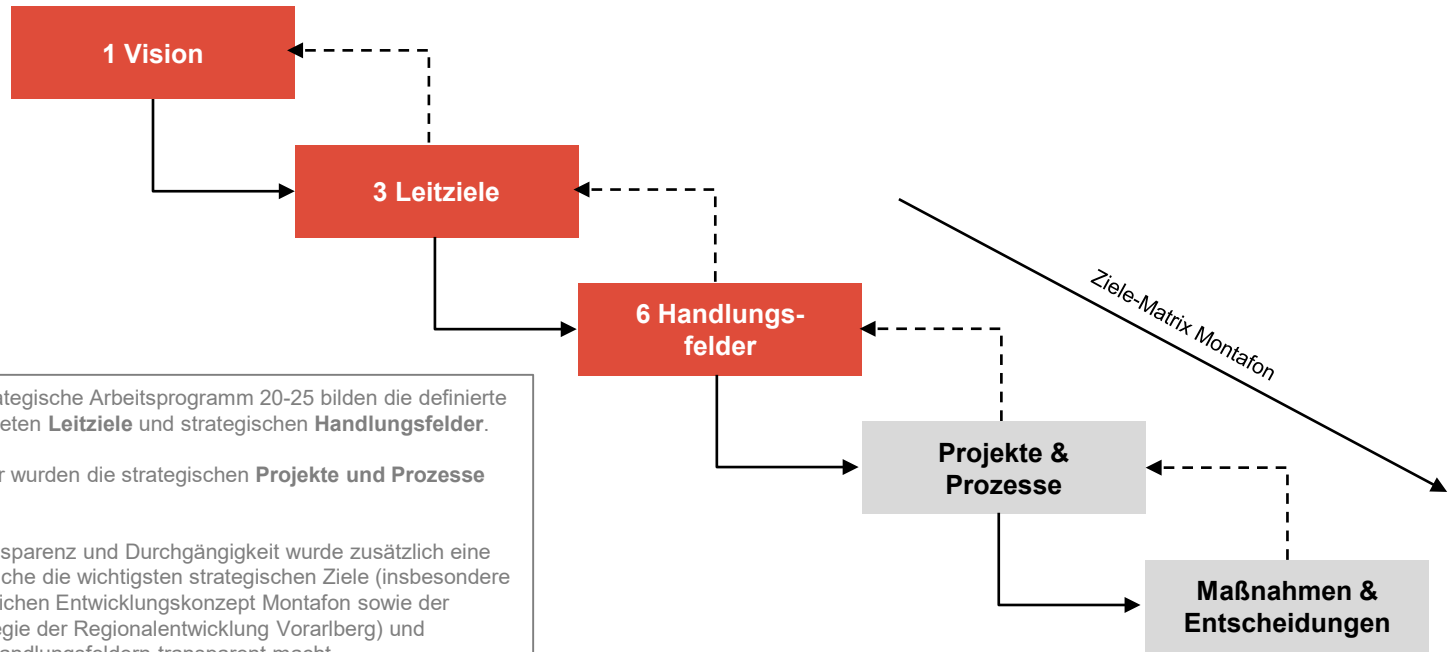 1 Vision
3 Leitziele
6 Handlungs-
felder
Ziele-Matrix Montafon
Projekte &
Prozesse
Maßnahmen &
Entscheidungen
ategische Arbeitsprogramm 20-25 bilden die definierte
eten Leitziele und strategischen Handlungsfelder.
r wurden die strategischen Projekte und Prozesse
sparenz und Durchgängigkeit wurde zusätzlich eine
che die wichtigsten strategischen Ziele (insbesondere
lichen Entwicklungskonzept Montafon sowie der
egie der Regionalentwicklung Vorarlberg) und